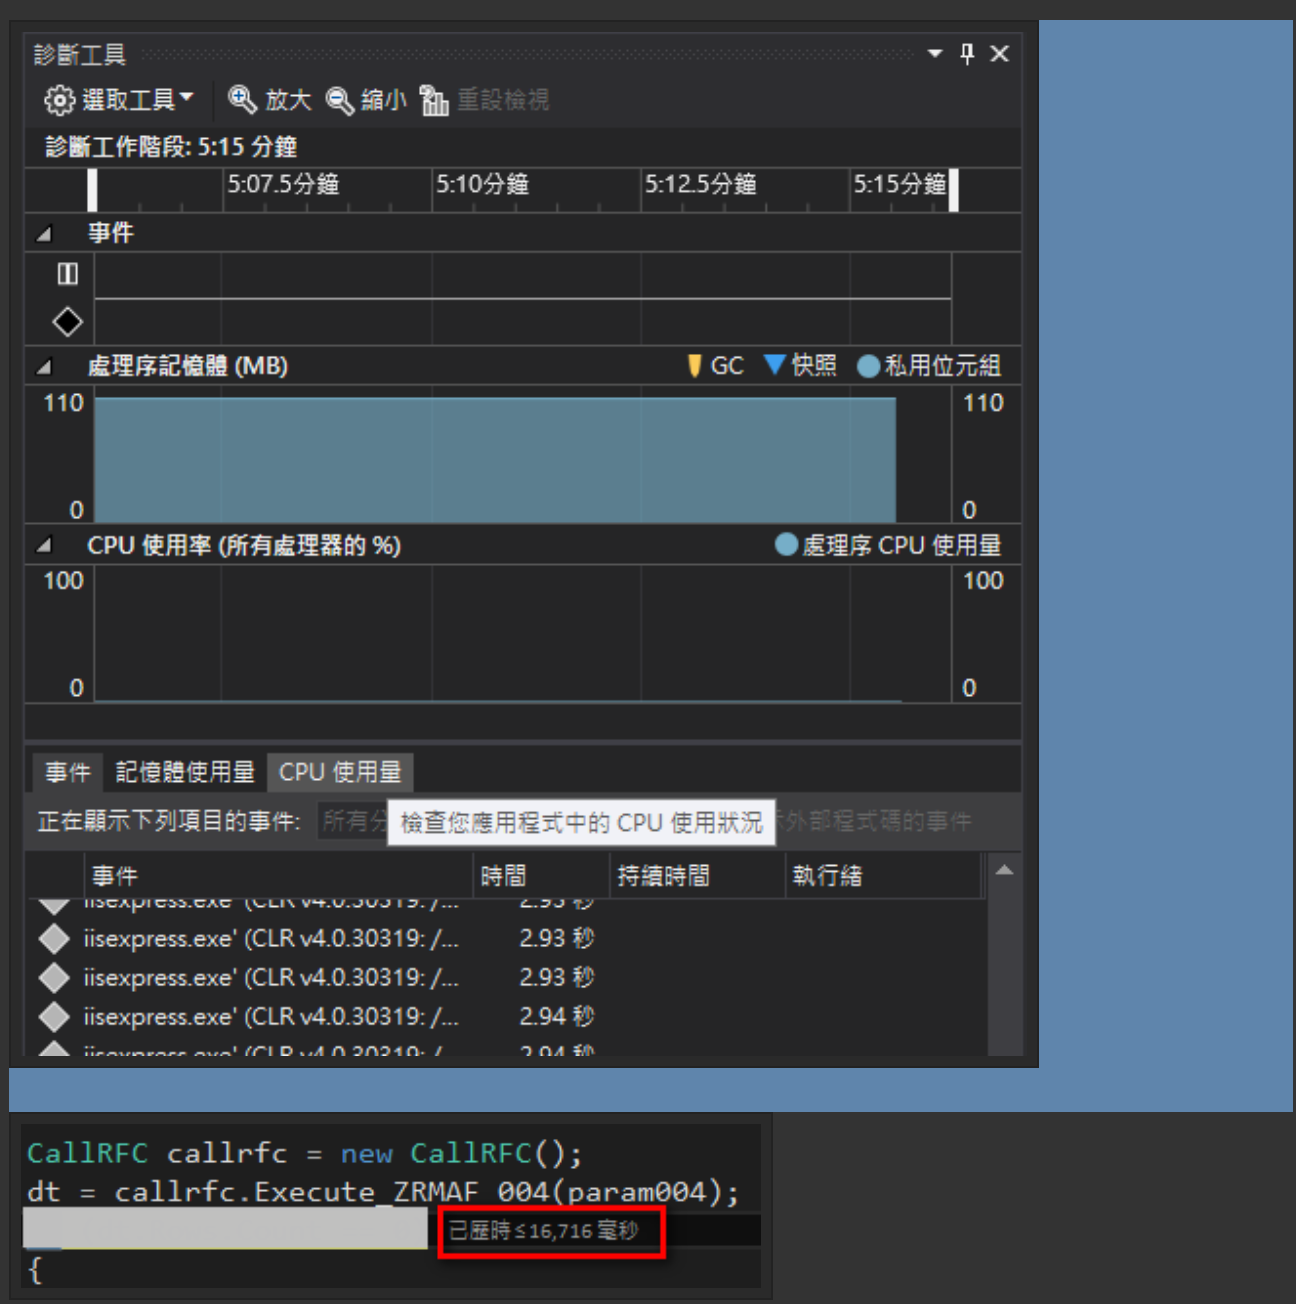 診斷工具
選取工具 放大 縮小 重設檢視
診斷工作階段: 5:15 分鐘
5:07.5分鐘 5:10分鐘 5:12.5分鐘 5:15分鐘
事件
處理序記憶體 (MB) GC 快照 私用位元組
110 110
0 0
CPU 使用率 (所有處理器的 %) 處理序 CPU 使用量
100 100
0 0
事件 記憶體使用量 CPU 使用量
正在顯示下列項目的事件: 所有分 檢查您應用程式中的 CPU 使用狀況 外部程式碼的事件
事件 時間 持續時間 執行緒
iisexpress.exe' (CLR v4.0.30319: /... 2.93 秒
iisexpress.exe' (CLR v4.0.30319: /... 2.93 秒
iisexpress.exe' (CLR v4.0.30319: /... 2.93 秒
iisexpress.exe' (CLR v4.0.30319: /... 2.94 秒
iisexpress.exe' (CLR v4.0.30319: / 2.94 秒
CallRFC callrfc = new CallRFC();
dt = callrfc.Execute_ZRMAF_004(param004);
已歷時≤16,716 毫秒
{